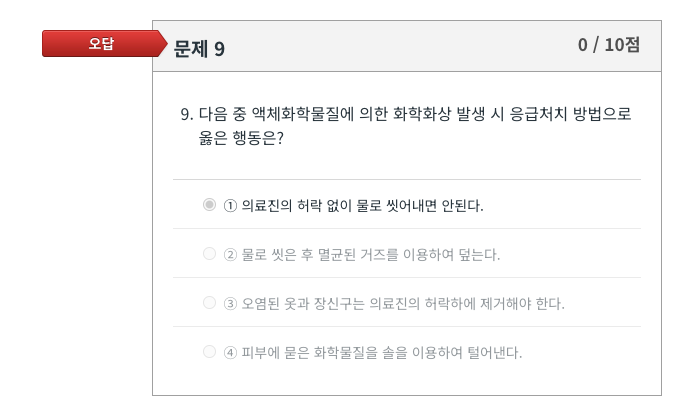 오답
문제 9
0 / 10점
9. 다음 중 액체화학물질에 의한 화학화상 발생 시 응급처치 방법으로
옳은 행동은?
① 의료진의 허락 없이 물로 씻어내면 안된다.
② 물로 씻은 후 멸균된 거즈를 이용하여 덮는다.
③ 오염된 옷과 장신구는 의료진의 허락하에 제거해야 한다.
④ 피부에 묻은 화학물질을 솔을 이용하여 털어낸다.